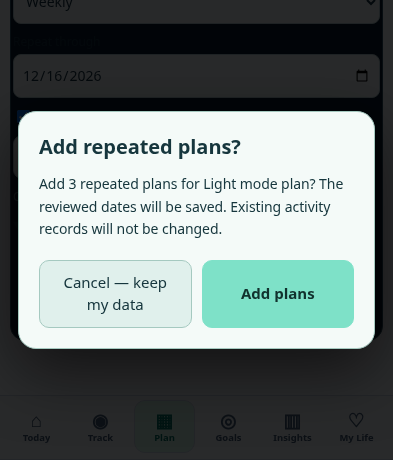 Weekly
12/16/2026
Add repeated plans?
Add 3 repeated plans for Light mode plan? The
reviewed dates will be saved. Existing activity
records will not be changed.
Cancel — keep
my data
Add plans
Today
Track
Plan
Goals
Insights
My Life